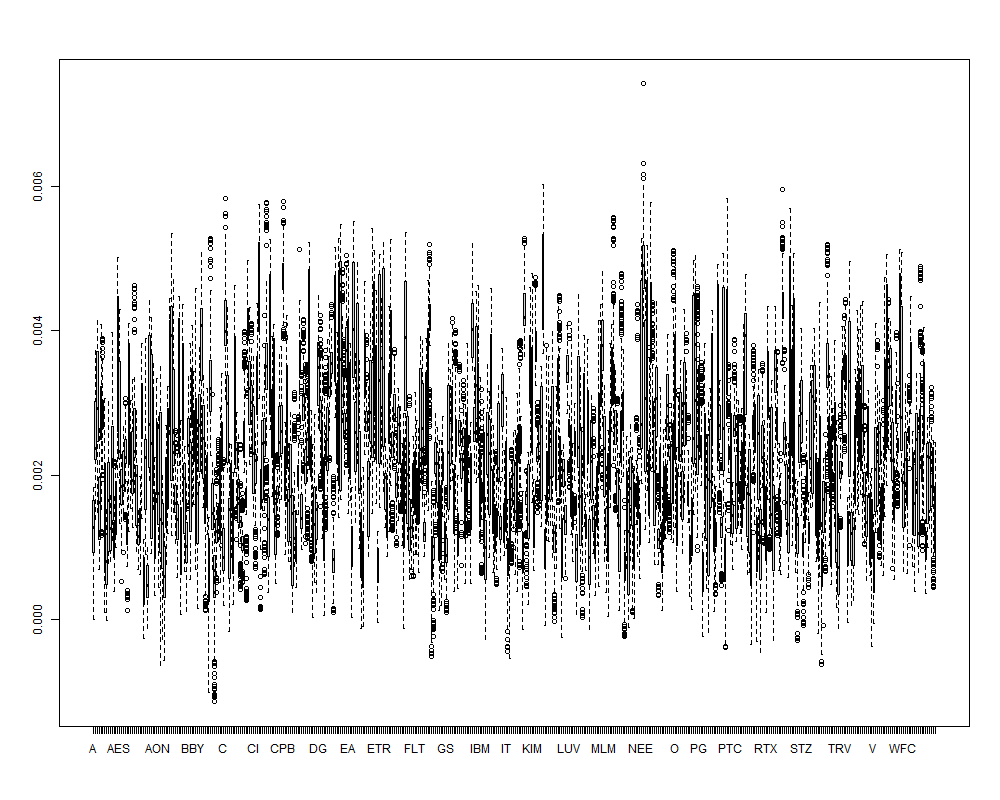 0.006
0.004
0.002
0.000
A AES AON BBY C CI CPB DG EA ETR FLT GS IBM IT KIM LUV MLM NEE O PG PTC RTX STZ TRV V WFC